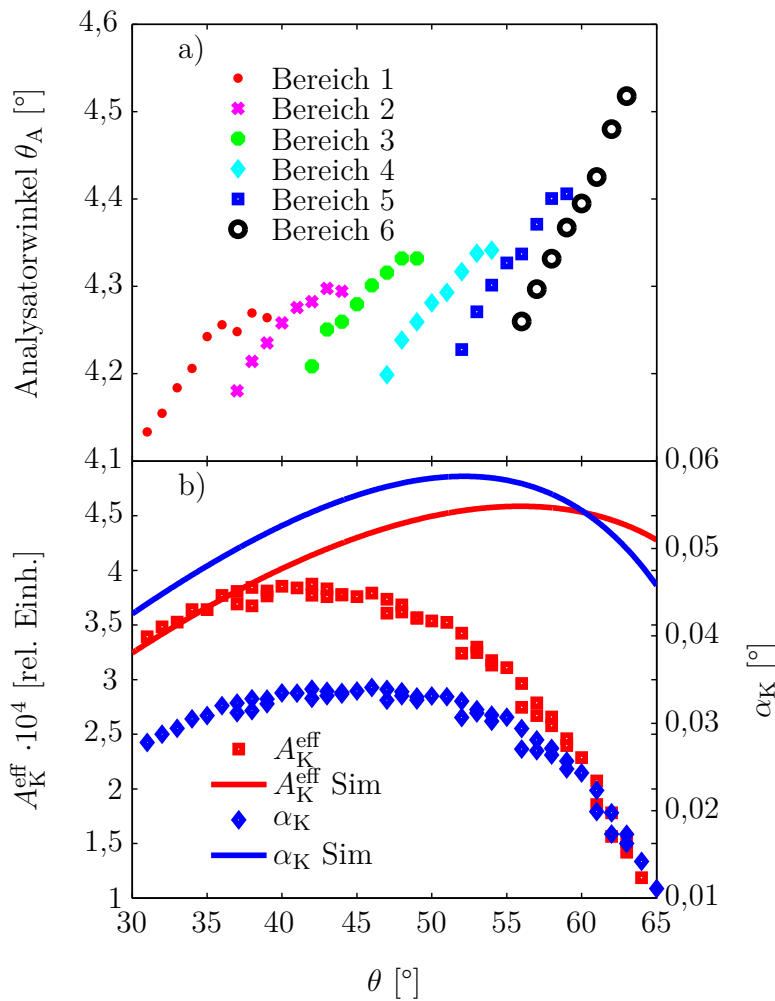 4,6
4,5
4,4
4,3
4,2
4,1
Analysatorwinkel θ_A [°]
a)
Bereich 1
Bereich 2
Bereich 3
Bereich 4
Bereich 5
Bereich 6
b)
4,5
4
3,5
3
2,5
2
1,5
1
A_K^eff ·10^4 [rel. Einh.]
0,06
0,05
0,04
0,03
0,02
0,01
α_K [°]
A_K^eff
A_K^eff Sim
α_K
α_K Sim
30 35 40 45 50 55 60 65
θ [°]